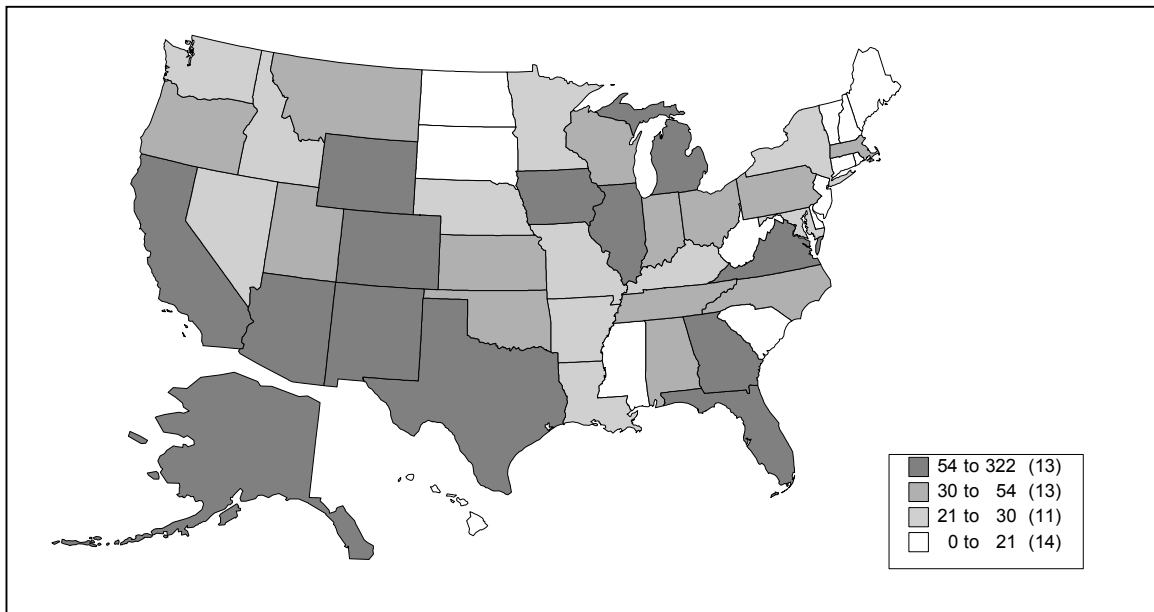 54 to 322 (13)
30 to 54 (13)
21 to 30 (11)
0 to 21 (14)